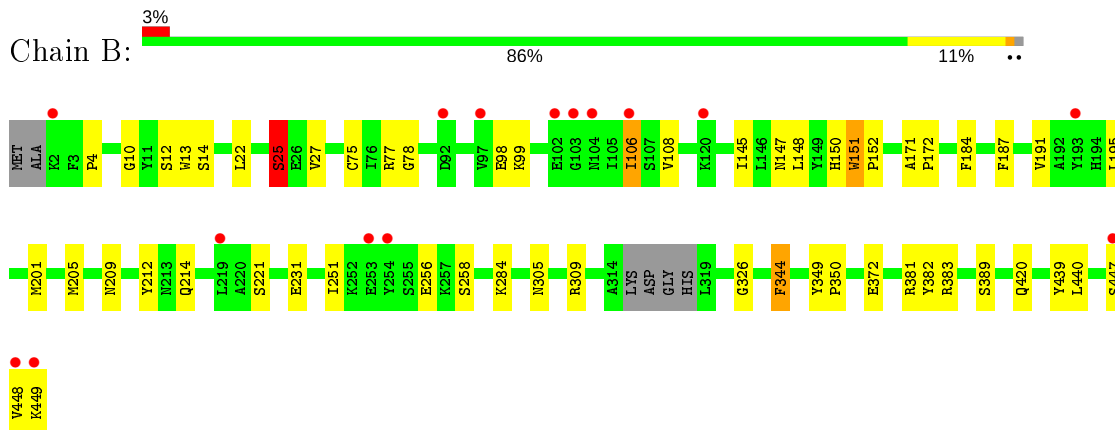 3%
Chain B:
86% 11% ••
MET ALA K2 F3 P4 G10 Y11 S12 W13 S14 L22 S25 E26 V27 C75 I76 R77 G78 D92 V97 E98 K99 E102 G103 N104 I105 I106 S107 V108 K120 I145 L146 N147 L148 Y149 H150 W151 P152 A171 P172 F184 F187 V191 A192 Y193 H194 L195
M201 M205 N209 Y212 N213 Q214 L219 A220 S221 E231 I251 K252 E253 Y254 S255 E256 K257 S258 K284 N305 R309 A314 LYS ASP GLY HIS L319 G326 F344 Y349 P350 E372 R381 Y382 R383 S389 Q420 Y439 L440 S447
V448 K449